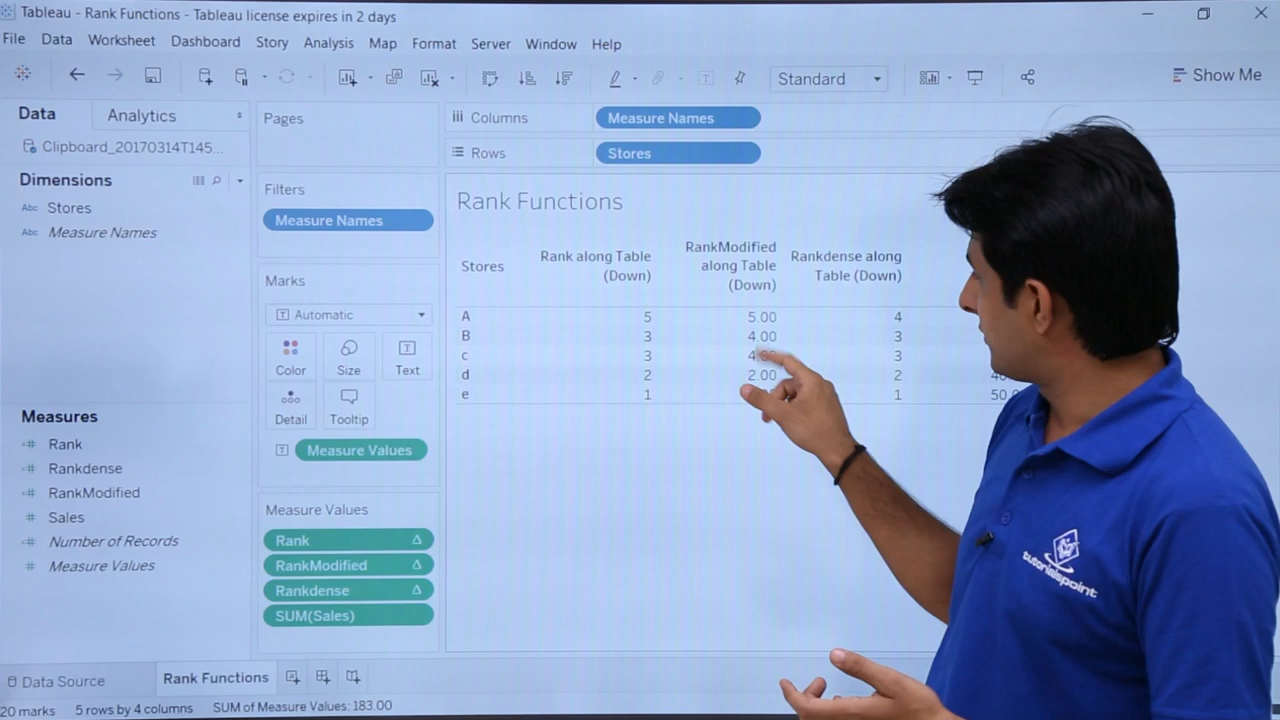 Tableau - Rank Functions - Tableau license expires in 2 days
File Data Worksheet Dashboard Story Analysis Map Format Server Window Help
Standard
Show Me
Data Analytics
Clipboard_20170314T145...
Dimensions
Abc Stores
Abc Measure Names
Measures
# Rank
# Rankdense
# RankModified
# Sales
# Number of Records
# Measure Values
Pages
Filters
Measure Names
Marks
T Automatic
Color Size Text
Detail Tooltip
T Measure Values
Measure Values
Rank Δ
RankModified Δ
Rankdense Δ
SUM(Sales)
iii Columns Measure Names
Rows Stores
Rank Functions
Stores Rank along Table (Down) RankModified along Table (Down) Rankdense along Table (Down)
A 5 5.00 4
B 3 4.00 3
c 3 3
d 2 2.00 2
e 1 1
tutorialspoint
Data Source Rank Functions
20 marks 5 rows by 4 columns SUM of Measure Values: 183.00